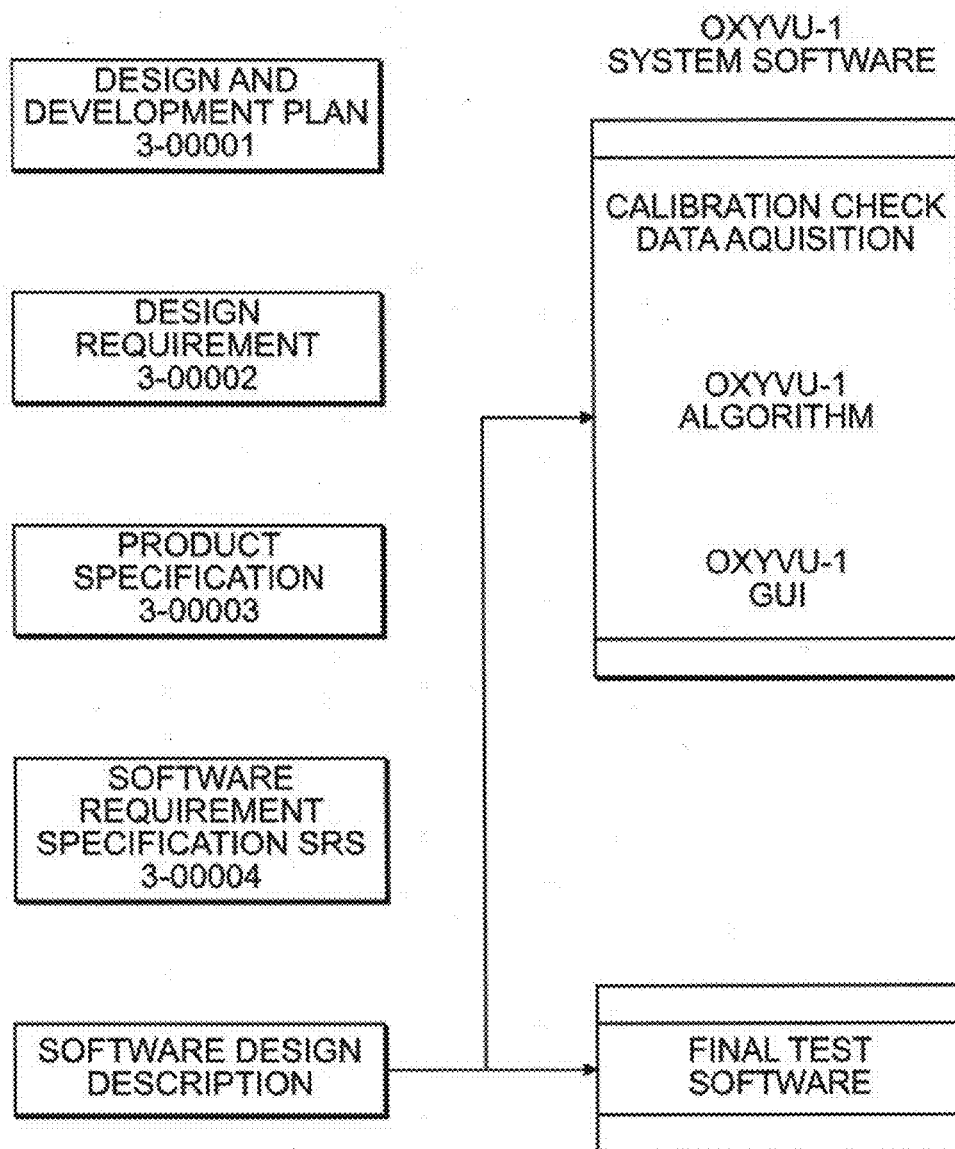 DESIGN AND
DEVELOPMENT PLAN
3-00001
DESIGN
REQUIREMENT
3-00002
PRODUCT
SPECIFICATION
3-00003
SOFTWARE
REQUIREMENT
SPECIFICATION SRS
3-00004
SOFTWARE DESIGN
DESCRIPTION
OXYVU-1
SYSTEM SOFTWARE
CALIBRATION CHECK
DATA AQUISITION
OXYVU-1
ALGORITHM
OXYVU-1
GUI
FINAL TEST
SOFTWARE